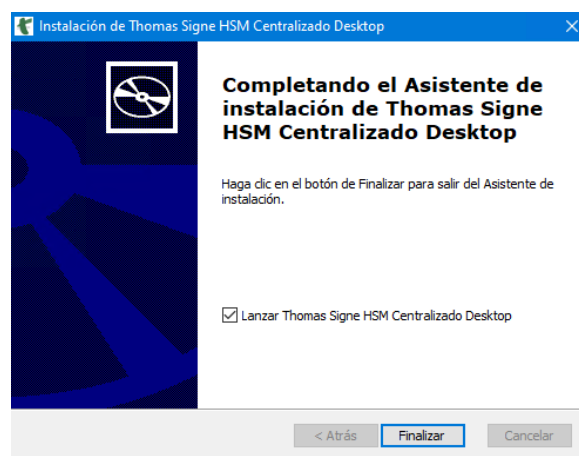 Instalación de Thomas Signe HSM Centralizado Desktop
Completando el Asistente de
instalación de Thomas Signe
HSM Centralizado Desktop
Haga clic en el botón de Finalizar para salir del Asistente de
instalación.
Lanzar Thomas Signe HSM Centralizado Desktop
< Atrás
Finalizar
Cancelar